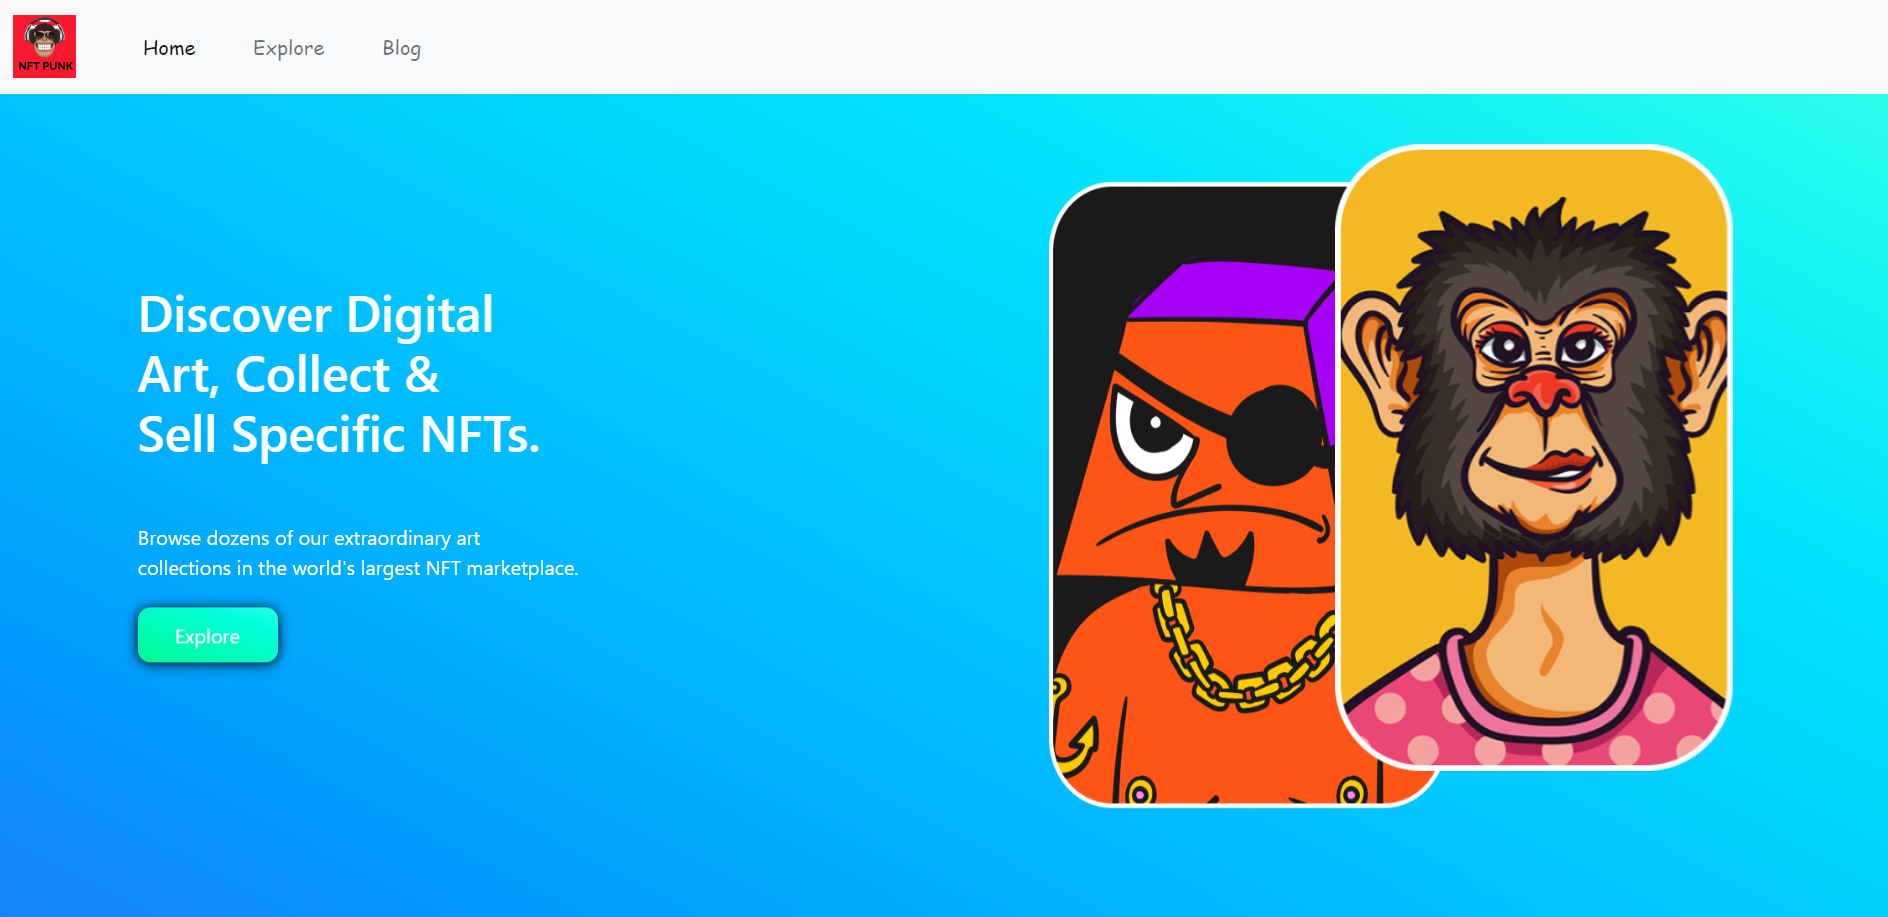 NFT PUNK
Home
Explore
Blog
Discover Digital
Art, Collect &
Sell Specific NFTs.
Browse dozens of our extraordinary art
collections in the world's largest NFT marketplace.
Explore